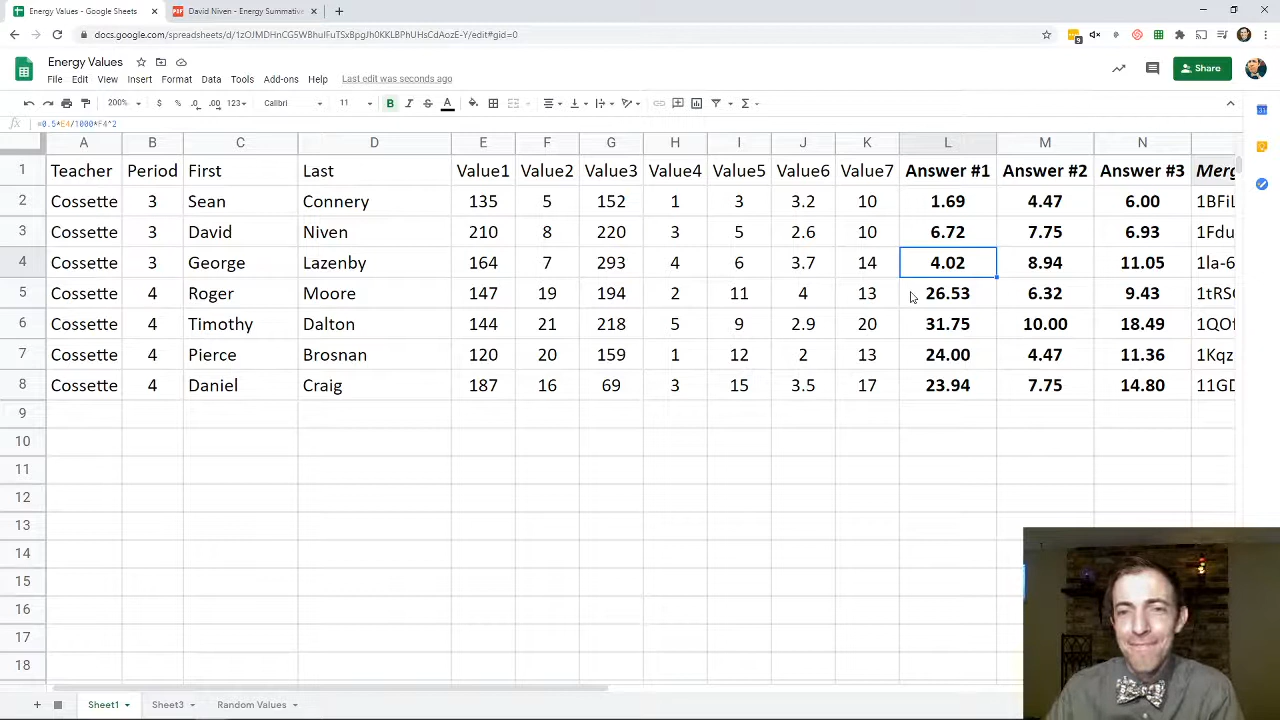 Energy Values - Google Sheets
David Niven - Energy Summative
docs.google.com/spreadsheets/d/1zOJMDHnCG5WBhuIFuTSxBpgJh0KKLBPhUHsCdAozE-Y/edit#gid=0
Energy Values
File Edit View Insert Format Data Tools Add-ons Help Last edit was seconds ago
Share
200% $ % .0 .00 123 Calibri 11 B I S A
fx =0.5*E4/1000*F4^2
A B C D E F G H I J K L M N
1 Teacher Period First Last Value1 Value2 Value3 Value4 Value5 Value6 Value7 Answer #1 Answer #2 Answer #3 Merg
2 Cossette 3 Sean Connery 135 5 152 1 3 3.2 10 1.69 4.47 6.00 1BFiL
3 Cossette 3 David Niven 210 8 220 3 5 2.6 10 6.72 7.75 6.93 1Fdu
4 Cossette 3 George Lazenby 164 7 293 4 6 3.7 14 4.02 8.94 11.05 1la-6
5 Cossette 4 Roger Moore 147 19 194 2 11 4 13 26.53 6.32 9.43 1tRS
6 Cossette 4 Timothy Dalton 144 21 218 5 9 2.9 20 31.75 10.00 18.49 1QOf
7 Cossette 4 Pierce Brosnan 120 20 159 1 12 2 13 24.00 4.47 11.36 1Kqz
8 Cossette 4 Daniel Craig 187 16 69 3 15 3.5 17 23.94 7.75 14.80 11GD
9
10
11
12
13
14
15
16
17
18
Sheet1 Sheet3 Random Values